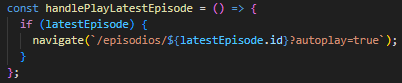 const handlePlayLatestEpisode = () => {
  if (latestEpisode) {
    navigate(`/episodios/${latestEpisode.id}?autoplay=true`);
  }
};